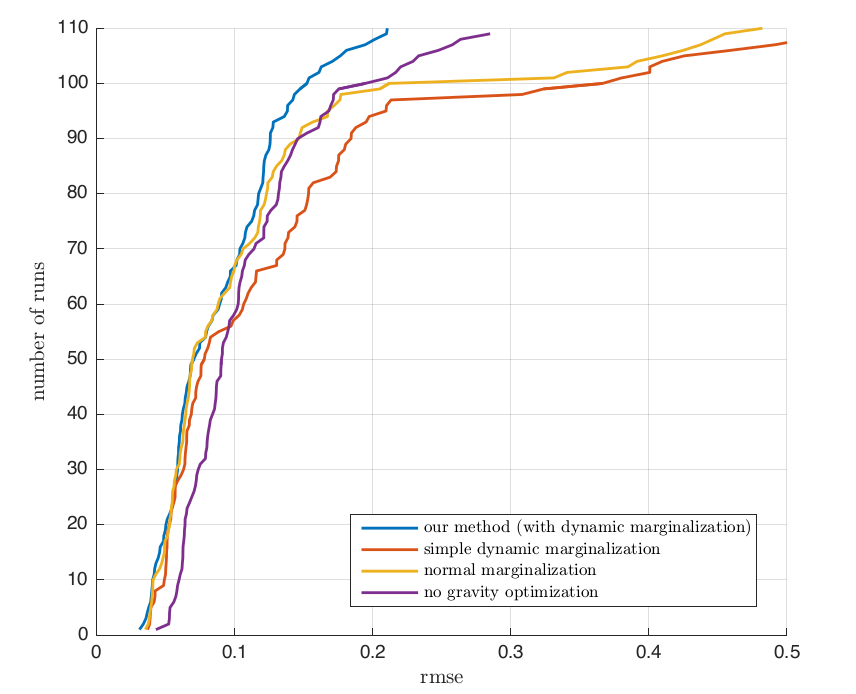 110
100
90
80
70
60
50
40
30
20
10
0
number of runs
our method (with dynamic marginalization)
simple dynamic marginalization
normal marginalization
no gravity optimization
0 0.1 0.2 0.3 0.4 0.5
rmse